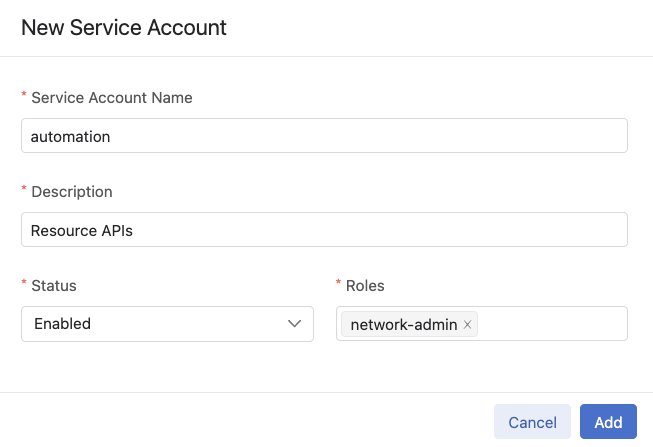 New Service Account
* Service Account Name
automation
* Description
Resource APIs
* Status
* Roles
Enabled
network-admin
Cancel
Add